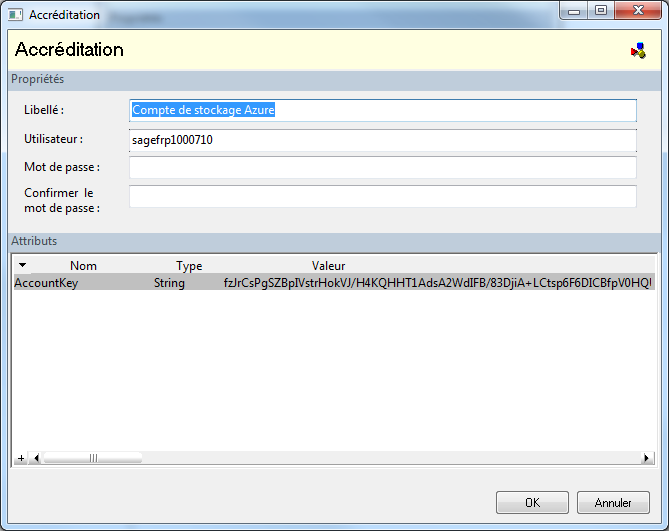 Accréditation
Accréditation
Propriétés
Libellé :
Compte de stockage Azure
Utilisateur :
sagefrp1000710
Mot de passe :
Confirmer le
mot de passe :
Attributs
Nom Type Valeur
AccountKey String fzJrCsPgSZBpIVstrHokVJ/H4KQHHT1AdsA2WdIFB/83DjiA+LCtsp6F6DICBfpV0HQ
OK Annuler